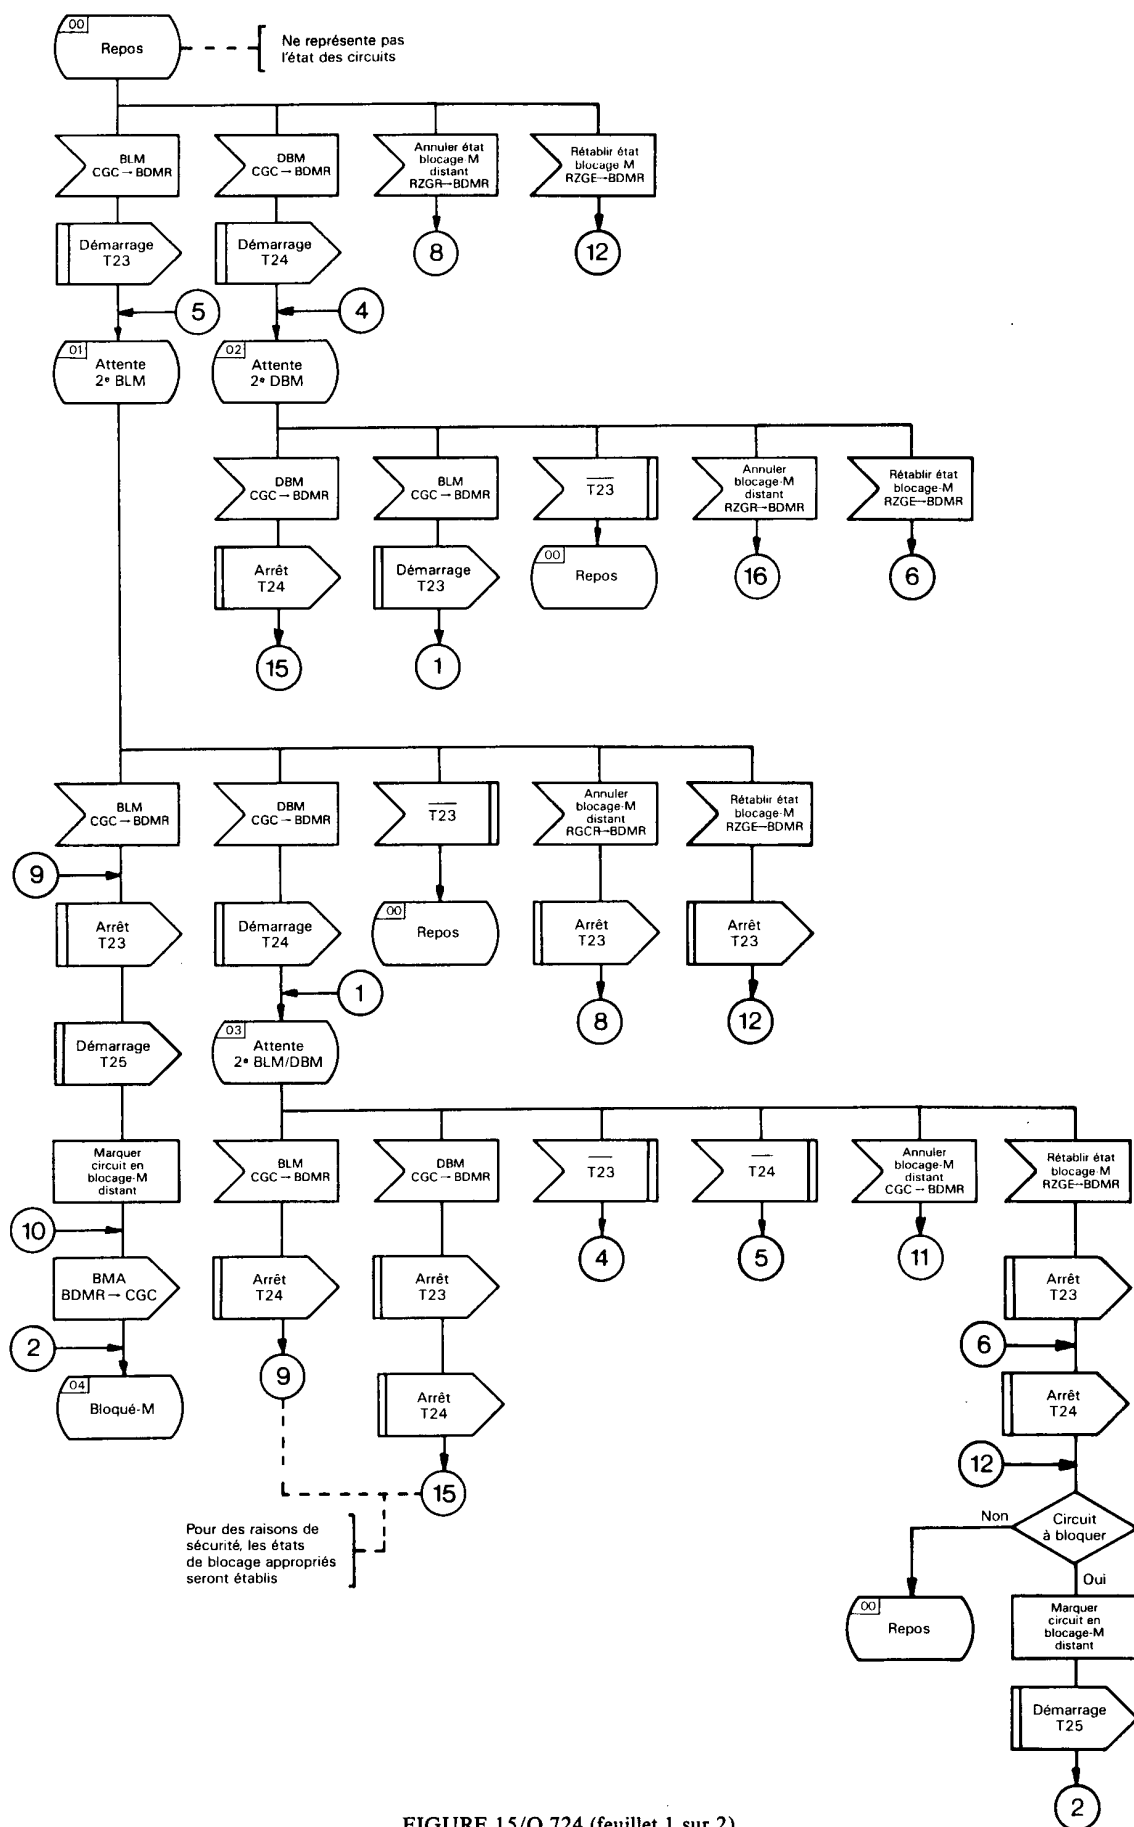 00
Repos
Ne représente pas
l'état des circuits
BLM
CGC → BDMR
DBM
CGC → BDMR
Annuler état
blocage-M
distant
RZGR→BDMR
Rétablir état
blocage M
RZGE→BDMR
Démarrage
T23
Démarrage
T24
8
12
5
4
01
Attente
2e BLM
02
Attente
2e DBM
DBM
CGC → BDMR
BLM
CGC → BDMR
T23
Annuler
blocage-M
distant
RZGR→BDMR
Rétablir état
blocage-M
RZGE→BDMR
Arrêt
T24
Démarrage
T23
00
Repos
16
6
15
1
BLM
CGC → BDMR
DBM
CGC → BDMR
T23
Annuler
blocage-M
distant
RGCR→BDMR
Rétablir état
blocage-M
RZGE→BDMR
9
Arrêt
T23
Démarrage
T24
00
Repos
Arrêt
T23
Arrêt
T23
1
8
12
Démarrage
T25
03
Attente
2e BLM/DBM
Marquer
circuit en
blocage-M
distant
BLM
CGC → BDMR
DBM
CGC → BDMR
T23
T24
Annuler
blocage-M
distant
CGC → BDMR
Rétablir état
blocage-M
RZGE→BDMR
10
4
5
11
BMA
BDMR → CGC
Arrêt
T24
Arrêt
T23
Arrêt
T23
2
9
6
04
Bloqué-M
Arrêt
T24
Arrêt
T24
12
15
Pour des raisons de
sécurité, les états
de blocage appropriés
seront établis
Non
Circuit
à bloquer
Oui
00
Repos
Marquer
circuit en
blocage-M
distant
Démarrage
T25
2
FIGURE 15/Q.724 (feuillet 1 sur 2)